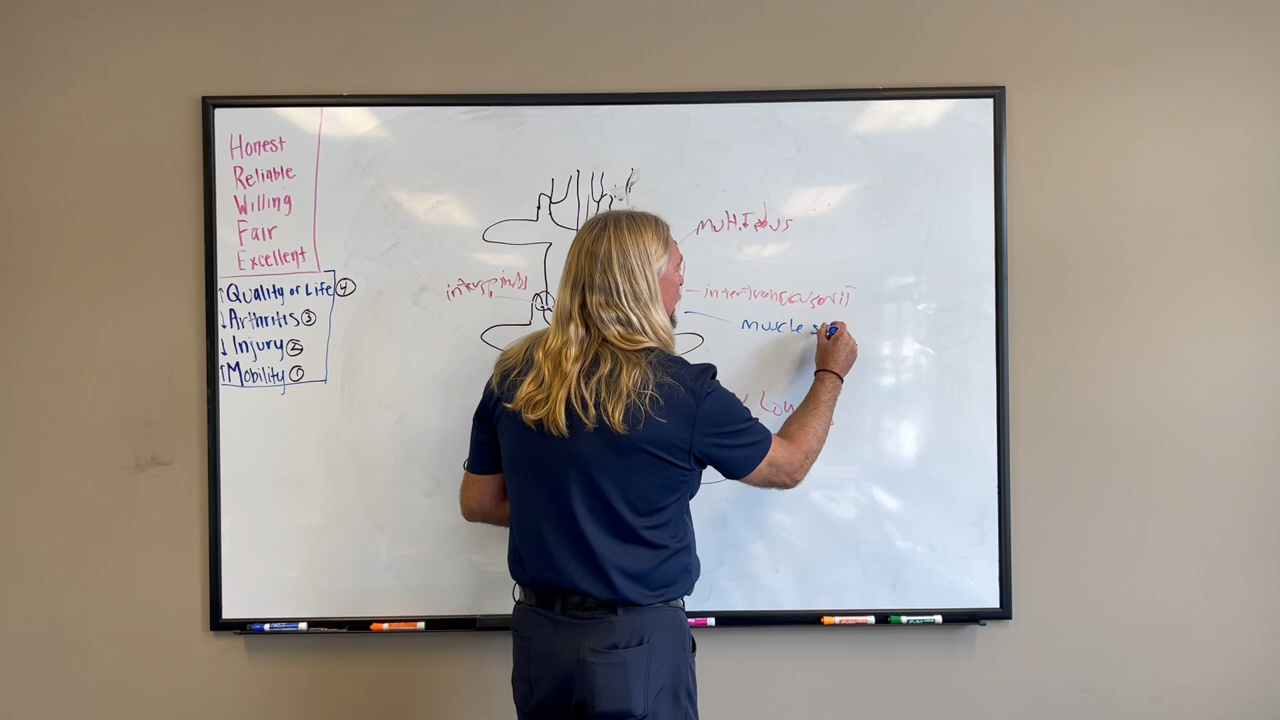 Honest
Reliable
Willing
Fair
Excellent
↑Quality of Life ④
↓Arthritis ③
↓Injury ②
↑Mobility ①
multifidus
muscle